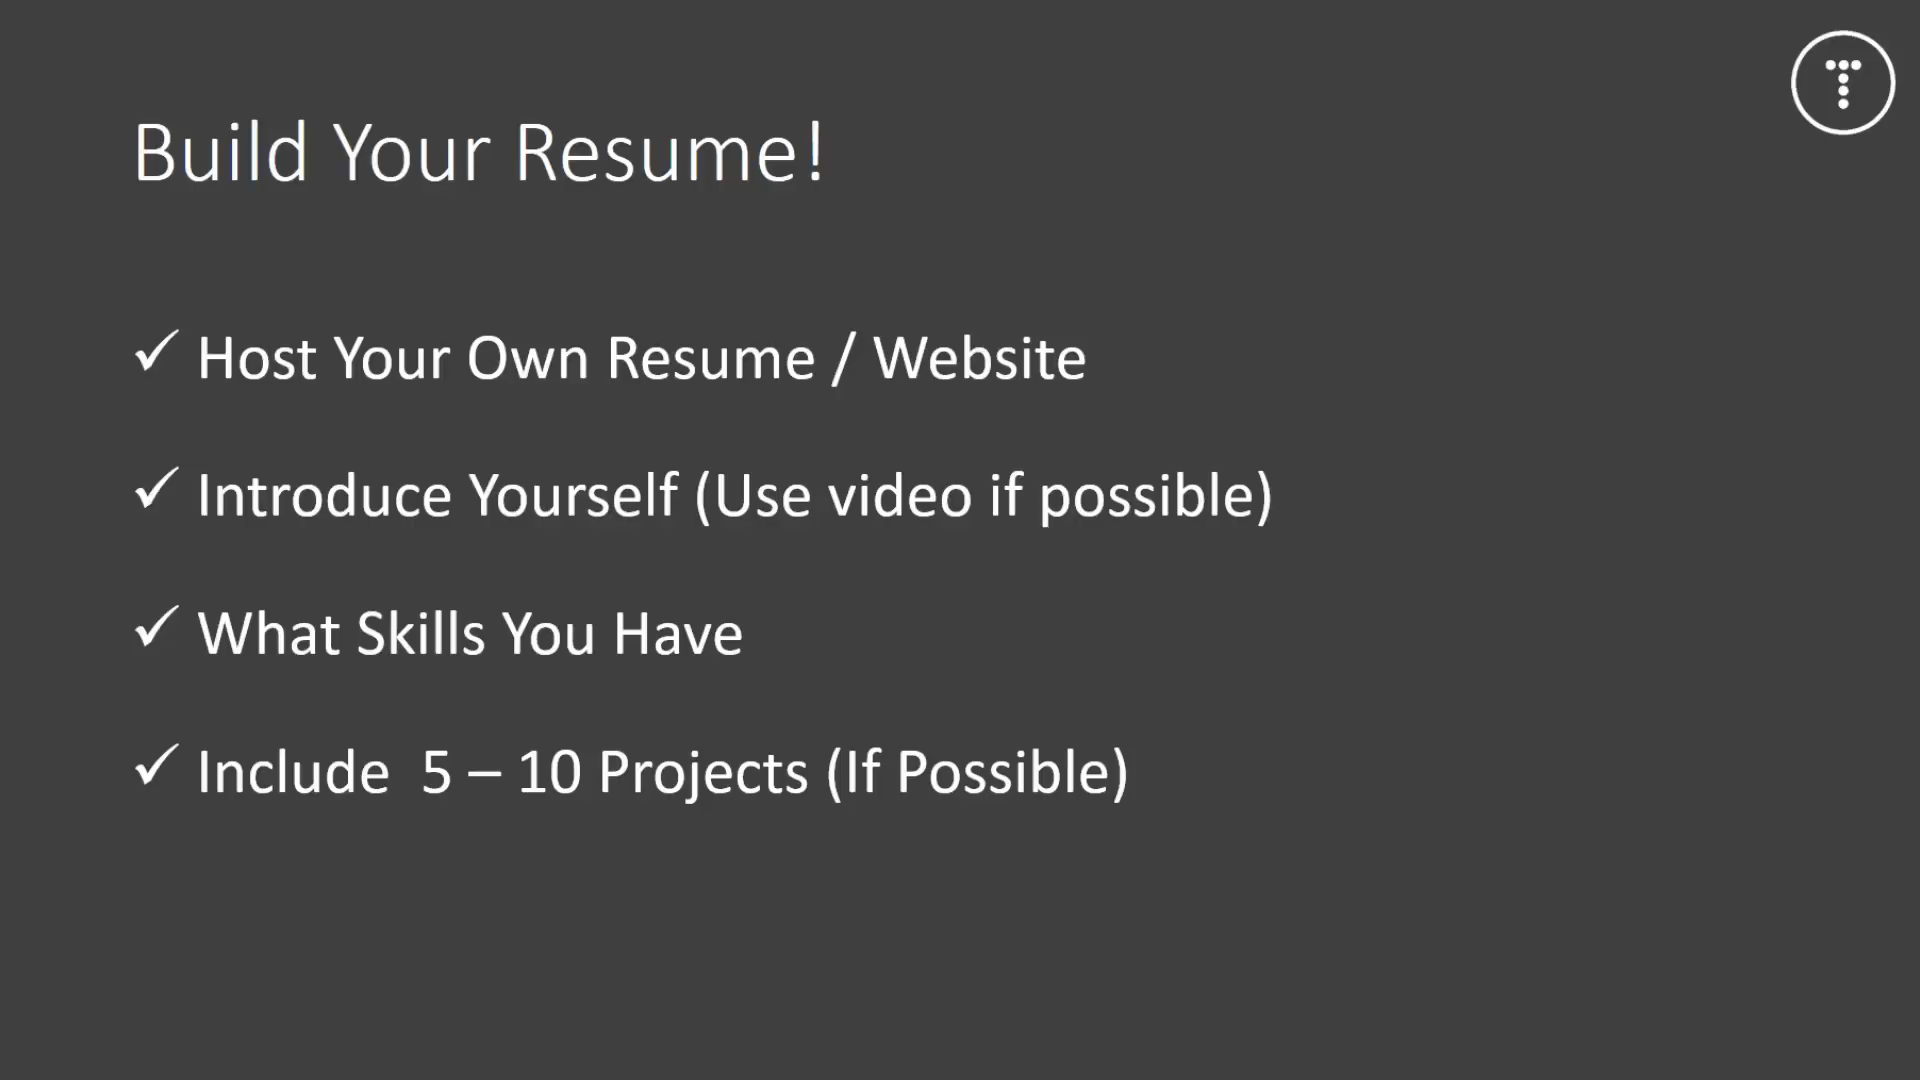 Build Your Resume!
✓ Host Your Own Resume / Website
✓ Introduce Yourself (Use video if possible)
✓ What Skills You Have
✓ Include  5 – 10 Projects (If Possible)